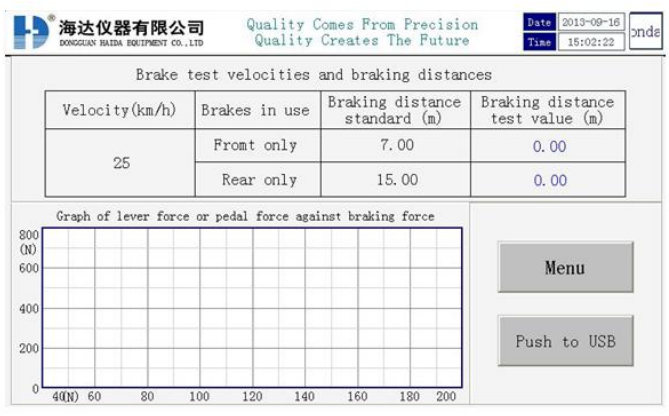 海达仪器有限公司
DONGGUAN HAIDA EQUIPMENT CO.,LTD
Quality Comes From Precision
Quality Creates The Future
Date 2013-09-16
Time 15:02:22
onda
Brake test velocities and braking distances
Velocity(km/h) Brakes in use Braking distance standard (m) Braking distance test value (m)
25 Fromt only 7.00 0.00
Rear only 15.00 0.00
Graph of lever force or pedal force against braking force
800
(N)
600
400
200
0
40(N) 60 80 100 120 140 160 180 200
Menu
Push to USB